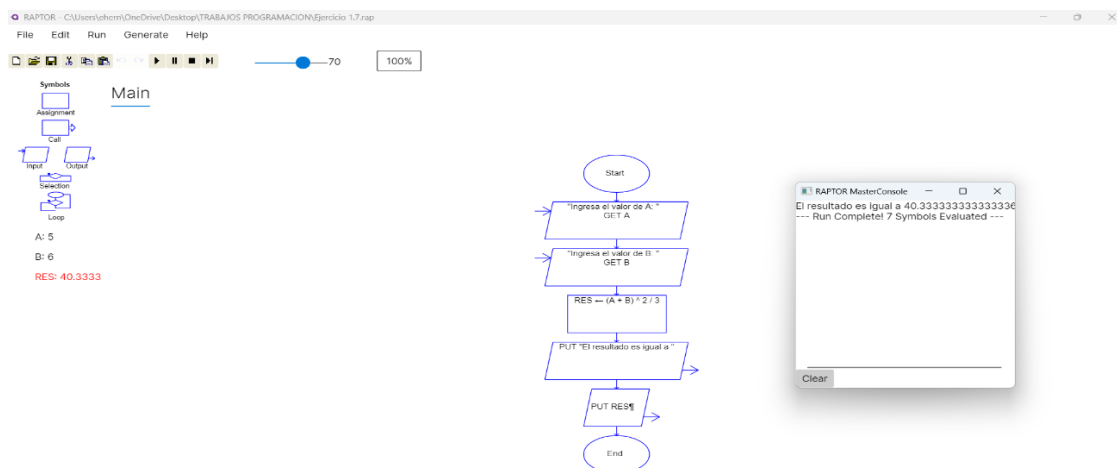 RAPTOR - C:\Users\ehern\OneDrive\Desktop\TRABAJOS PROGRAMACION\Ejercicio 1.7.rap
File Edit Run Generate Help
70 100%
Symbols
Main
Assignment
Call
Input Output
Selection
Loop
A: 5
B: 6
RES: 40.3333
Start
"Ingresa el valor de A: "
GET A
"Ingresa el valor de B: "
GET B
RES ← (A + B) ^ 2 / 3
PUT "El resultado es igual a "
PUT RES¶
End
RAPTOR MasterConsole
El resultado es igual a 40.333333333333336
--- Run Complete! 7 Symbols Evaluated ---
Clear